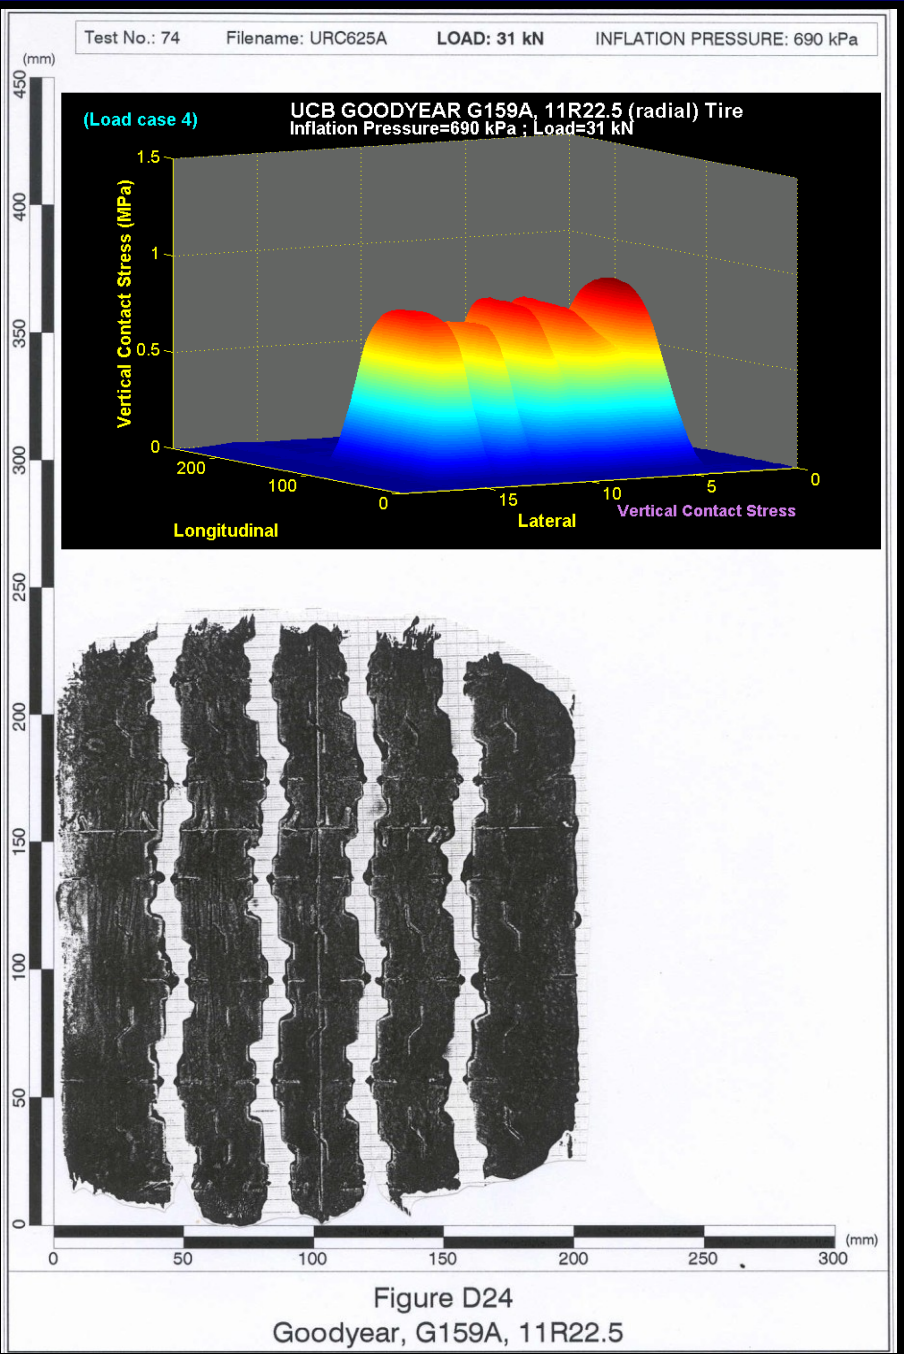 Test No.: 74 Filename: URC625A LOAD: 31 kN INFLATION PRESSURE: 690 kPa
(mm)
450
400
350
300
250
200
150
100
50
0
(Load case 4)
UCB GOODYEAR G159A, 11R22.5 (radial) Tire
Inflation Pressure=690 kPa ; Load=31 kN
Vertical Contact Stress (MPa)
1.5
1
0.5
0
200
100
0
Longitudinal
15
10
5
0
Lateral
Vertical Contact Stress
0 50 100 150 200 250 300
(mm)
Figure D24
Goodyear, G159A, 11R22.5